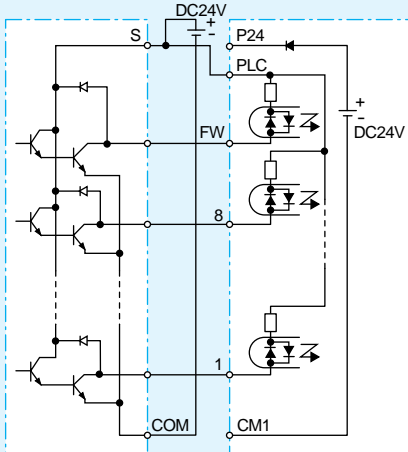 DC24V
+
-
S
P24
PLC
+
-
DC24V
FW
8
1
COM
CM1